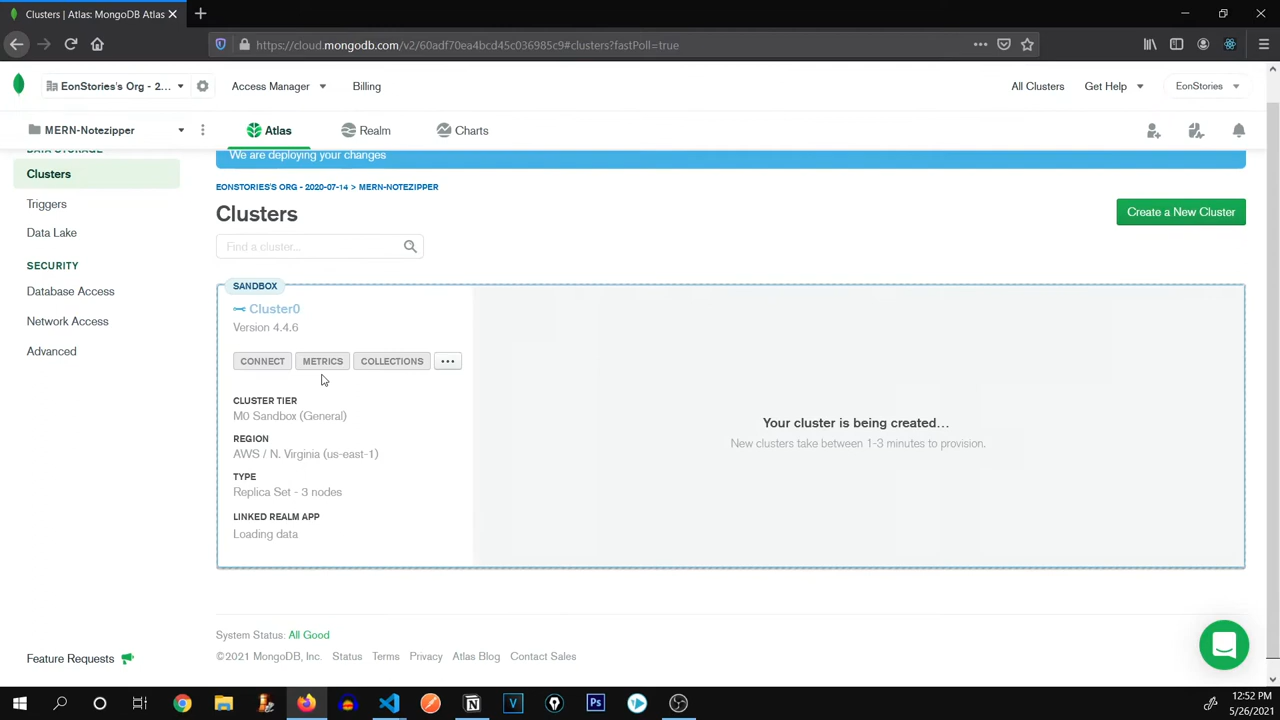 Clusters | Atlas: MongoDB Atlas
https://cloud.mongodb.com/v2/60adf70ea4bcd45c036985c9#clusters?fastPoll=true
EonStories's Org - 2...
Access Manager
Billing
All Clusters
Get Help
EonStories
MERN-Notezipper
Atlas
Realm
Charts
DATA STORAGE
Clusters
Triggers
Data Lake
SECURITY
Database Access
Network Access
Advanced
Feature Requests
We are deploying your changes
EONSTORIES'S ORG - 2020-07-14 > MERN-NOTEZIPPER
Clusters
Create a New Cluster
Find a cluster...
SANDBOX
Cluster0
Version 4.4.6
CONNECT
METRICS
COLLECTIONS
CLUSTER TIER
M0 Sandbox (General)
REGION
AWS / N. Virginia (us-east-1)
TYPE
Replica Set - 3 nodes
LINKED REALM APP
Loading data
Your cluster is being created...
New clusters take between 1-3 minutes to provision.
System Status: All Good
©2021 MongoDB, Inc. Status Terms Privacy Atlas Blog Contact Sales
12:52 PM
5/26/2021